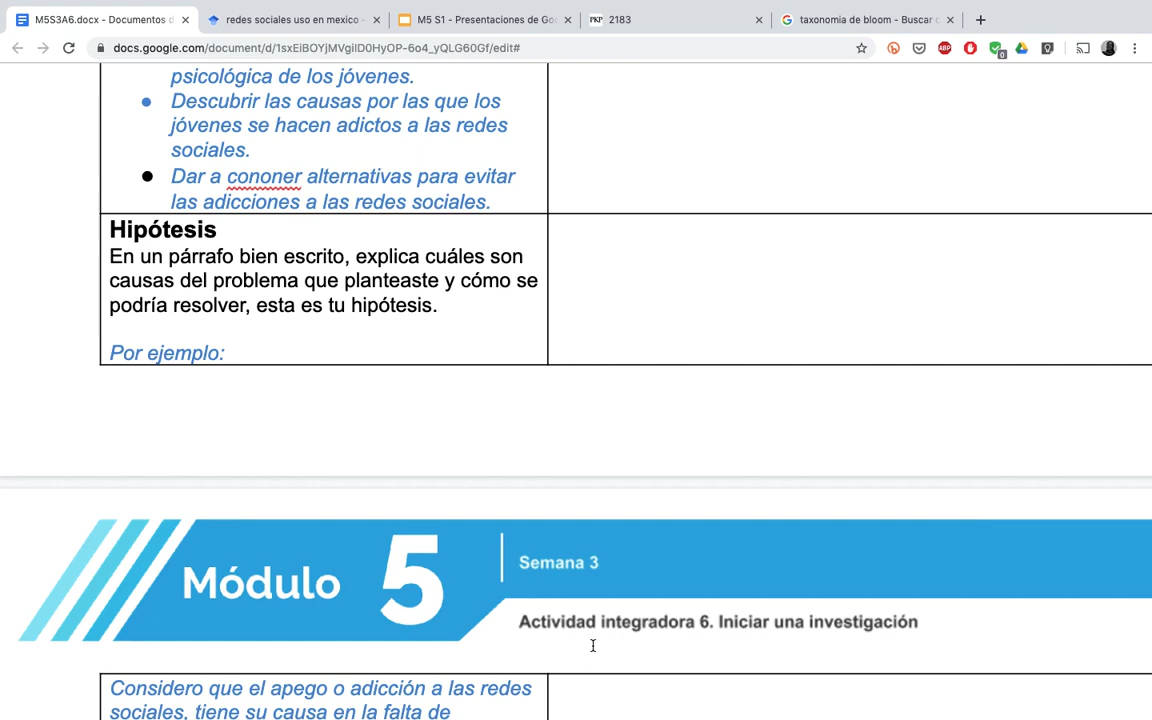 M5S3A6.docx - Documentos d
redes sociales uso en mexico -
M5 S1 - Presentaciones de Goo
PKP 2183
taxonomia de bloom - Buscar c
docs.google.com/document/d/1sxEiBOYjMVgilD0HyOP-6o4_yQLG60Gf/edit#
psicológica de los jóvenes.
Descubrir las causas por las que los
jóvenes se hacen adictos a las redes
sociales.
Dar a cononer alternativas para evitar
las adicciones a las redes sociales.
Hipótesis
En un párrafo bien escrito, explica cuáles son
causas del problema que planteaste y cómo se
podría resolver, esta es tu hipótesis.
Por ejemplo:
Módulo 5
Semana 3
Actividad integradora 6. Iniciar una investigación
Considero que el apego o adicción a las redes
sociales, tiene su causa en la falta de